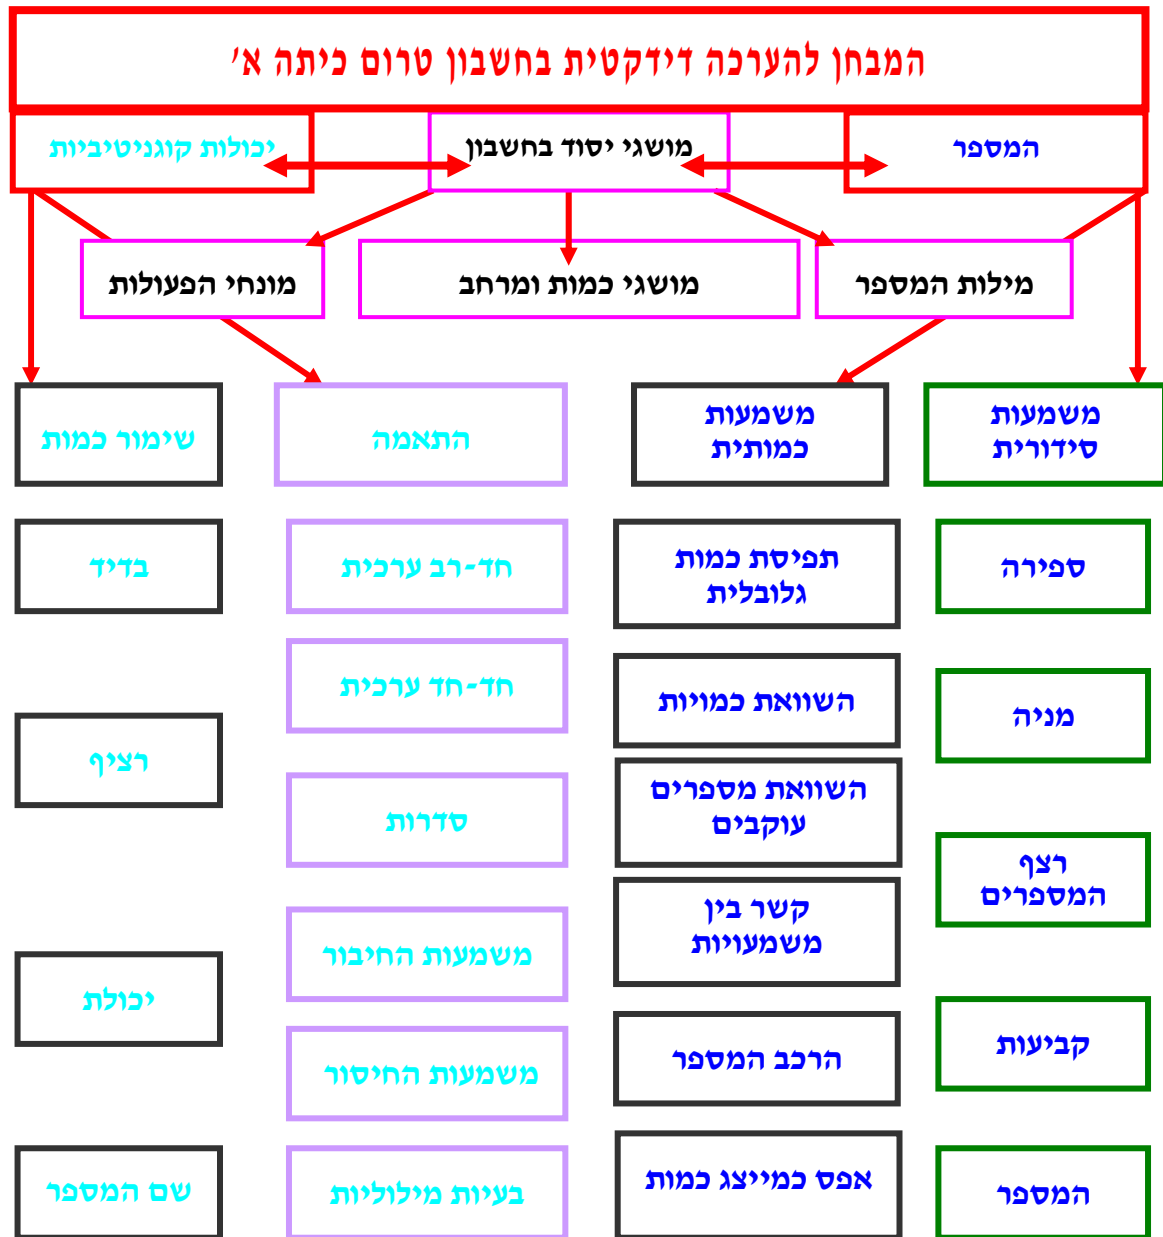 המבחן להערכה דידקטית בחשבון טרום כיתה א׳
המספר
מושגי יסוד בחשבון
יכולות קוגניטיביות
מילות המספר
מושגי כמות ומרחב
מונחי הפעולות
משמעות
סידורית
משמעות
כמותית
התאמה
שימור כמות
ספירה
תפיסת כמות
גלובלית
חד-רב ערכית
בדיד
מניה
השוואת כמויות
חד-חד ערכית
רציף
רצף
המספרים
השוואת מספרים
עוקבים
סדרות
קביעות
קשר בין
משמעויות
משמעות החיבור
יכולת
הרכב המספר
משמעות החיסור
המספר
אפס כמייצג כמות
בעיות מילוליות
שם המספר